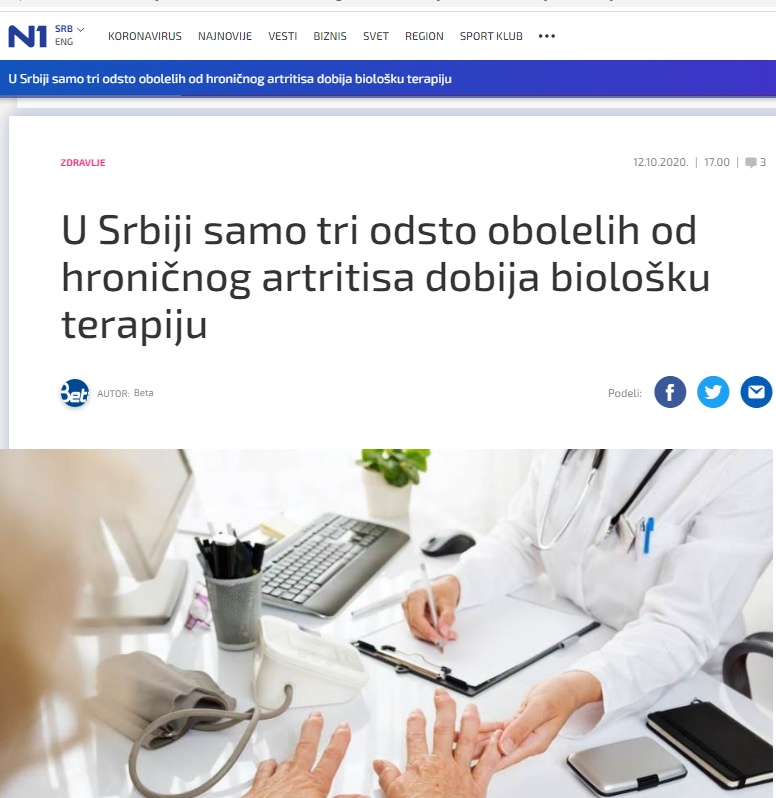 N1
SRB
ENG
KORONAVIRUS NAJNOVIJE VESTI BIZNIS SVET REGION SPORT KLUB
U Srbiji samo tri odsto obolelih od hroničnog artritisa dobija biološku terapiju
ZDRAVLJE
12.10.2020. | 17.00 | 3
U Srbiji samo tri odsto obolelih od
hroničnog artritisa dobija biološku
terapiju
Beta
AUTOR: Beta
Podeli: